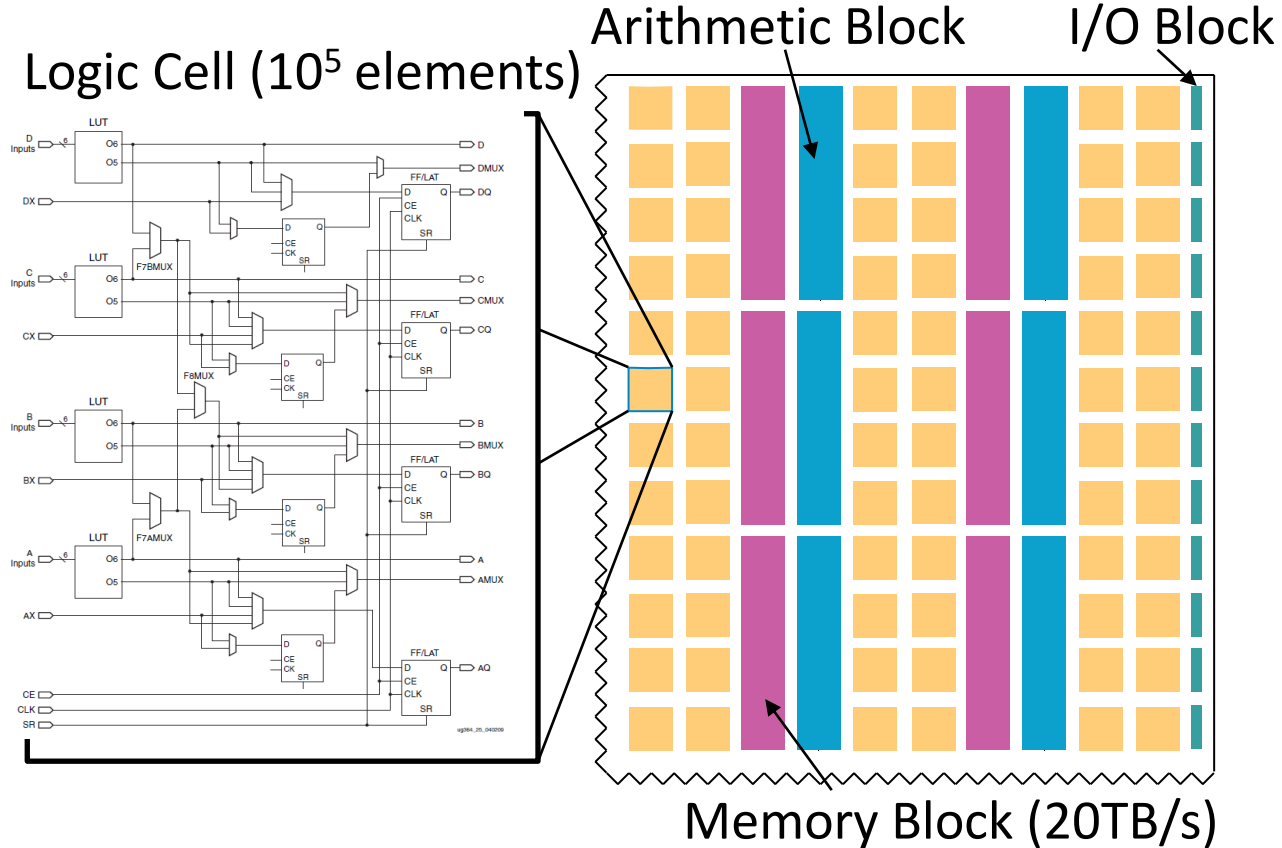 Arithmetic Block
I/O Block
Logic Cell (10⁵ elements)
LUT
D
Inputs
6
O6
O5
D
DMUX
FF/LAT
D
Q
CE
CLK
SR
DQ
DX
D
Q
CE
CK
SR
F7BMUX
LUT
C
Inputs
6
O6
O5
C
CMUX
FF/LAT
D
Q
CE
CLK
SR
CQ
CX
D
Q
CE
CK
SR
F8MUX
LUT
B
Inputs
6
O6
O5
B
BMUX
FF/LAT
D
Q
CE
CLK
SR
BQ
BX
D
Q
CE
CK
SR
F7AMUX
LUT
A
Inputs
6
O6
O5
A
AMUX
AX
D
Q
CE
CK
SR
FF/LAT
D
Q
CE
CLK
SR
AQ
CE
CLK
SR
ug364_25_040209
Memory Block (20TB/s)